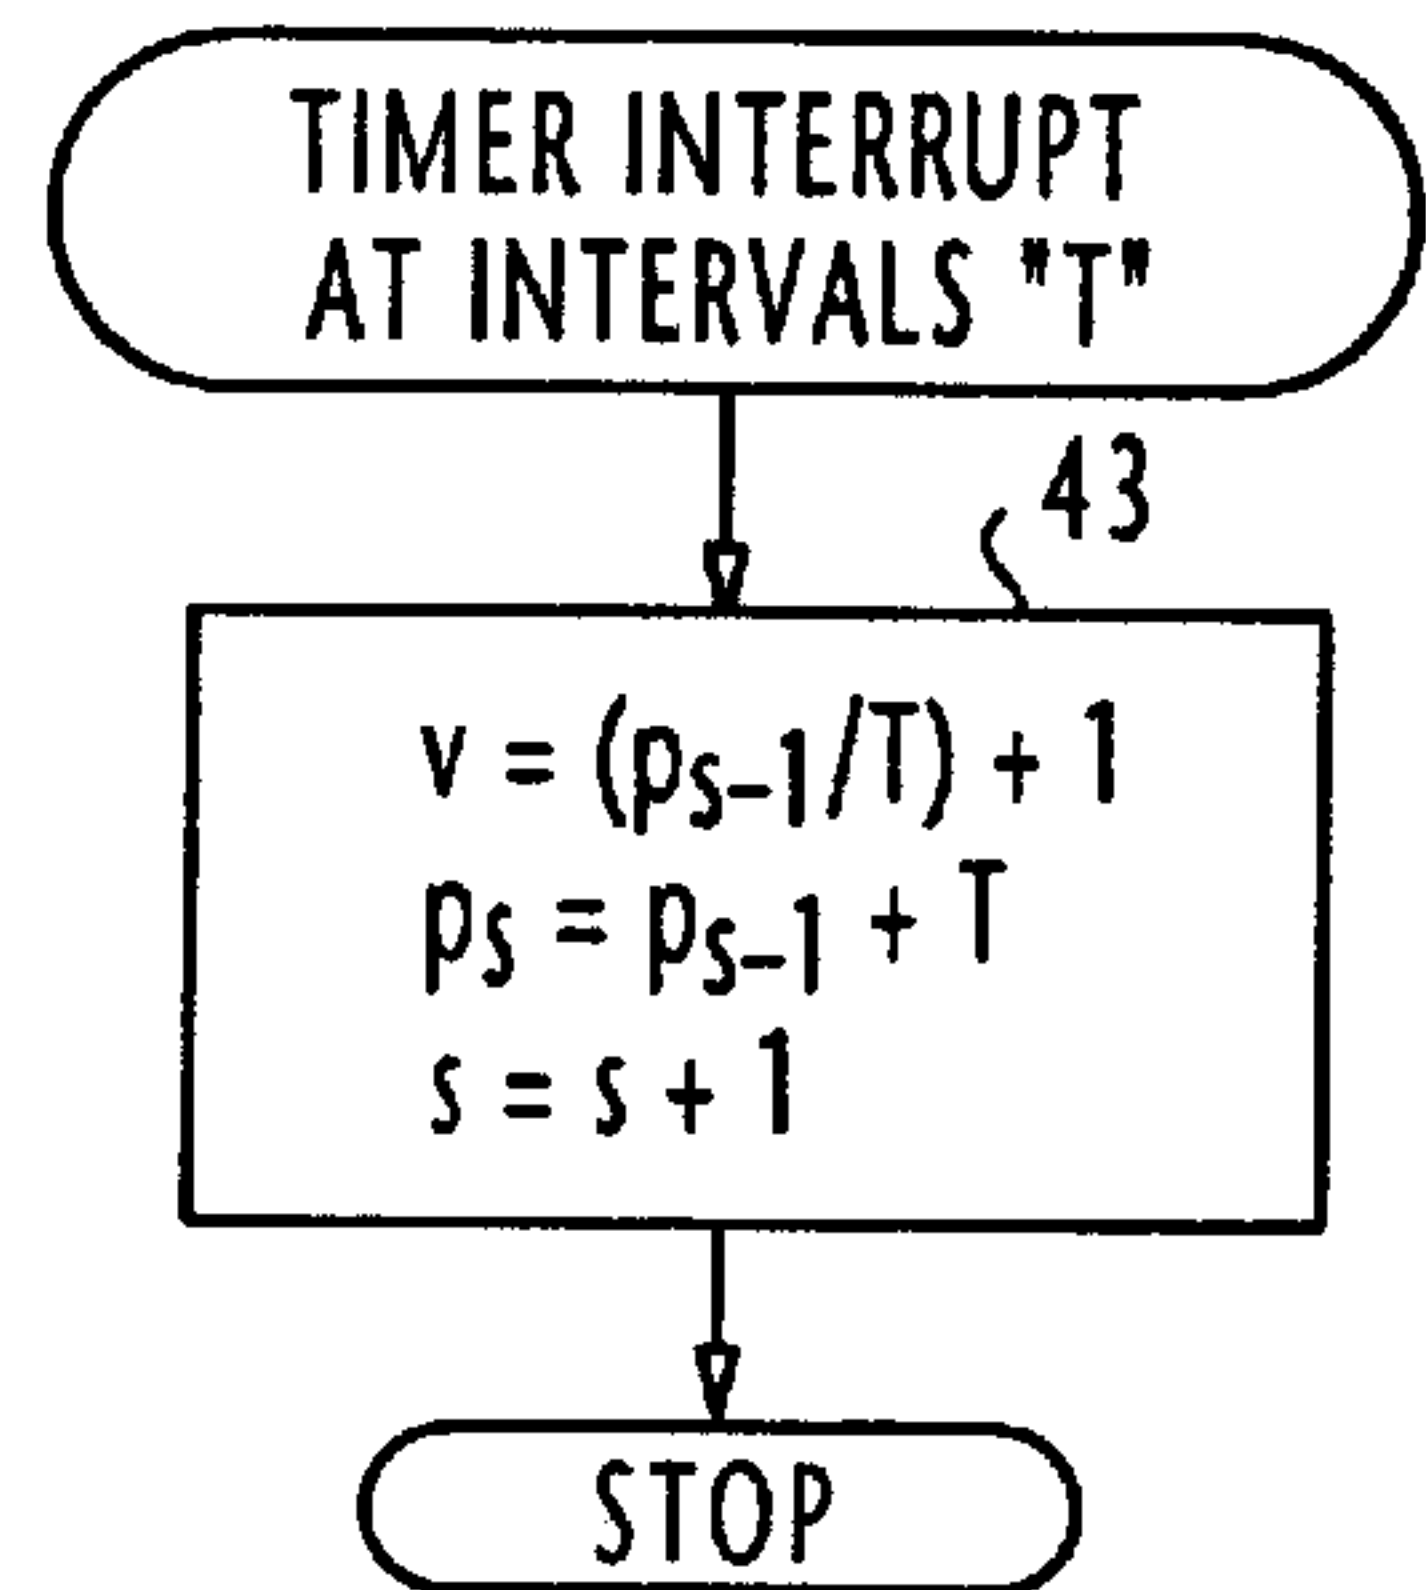 TIMER INTERRUPT
AT INTERVALS "T"
43
v = (pₛ₋₁/T) + 1
pₛ = pₛ₋₁ + T
s = s + 1
STOP